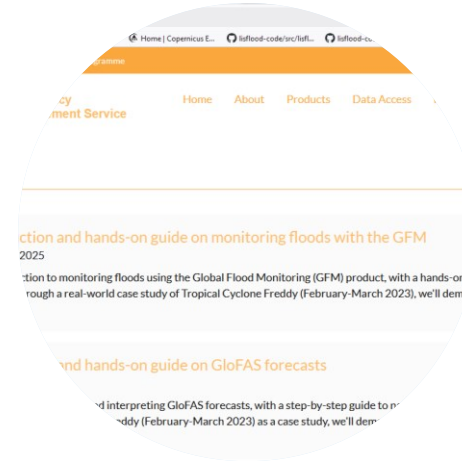 Home | Copernicus E... lisflood-code/src/lisfl... lisflood-cu
gramme
cy
ment Service
Home About Products Data Access
ction and hands-on guide on monitoring floods with the GFM
2025
ction to monitoring floods using the Global Flood Monitoring (GFM) product, with a hands-on
rough a real-world case study of Tropical Cyclone Freddy (February-March 2023), we'll dem
and hands-on guide on GloFAS forecasts
d interpreting GloFAS forecasts, with a step-by-step guide to
eddy (February-March 2023) as a case study, we'll dem